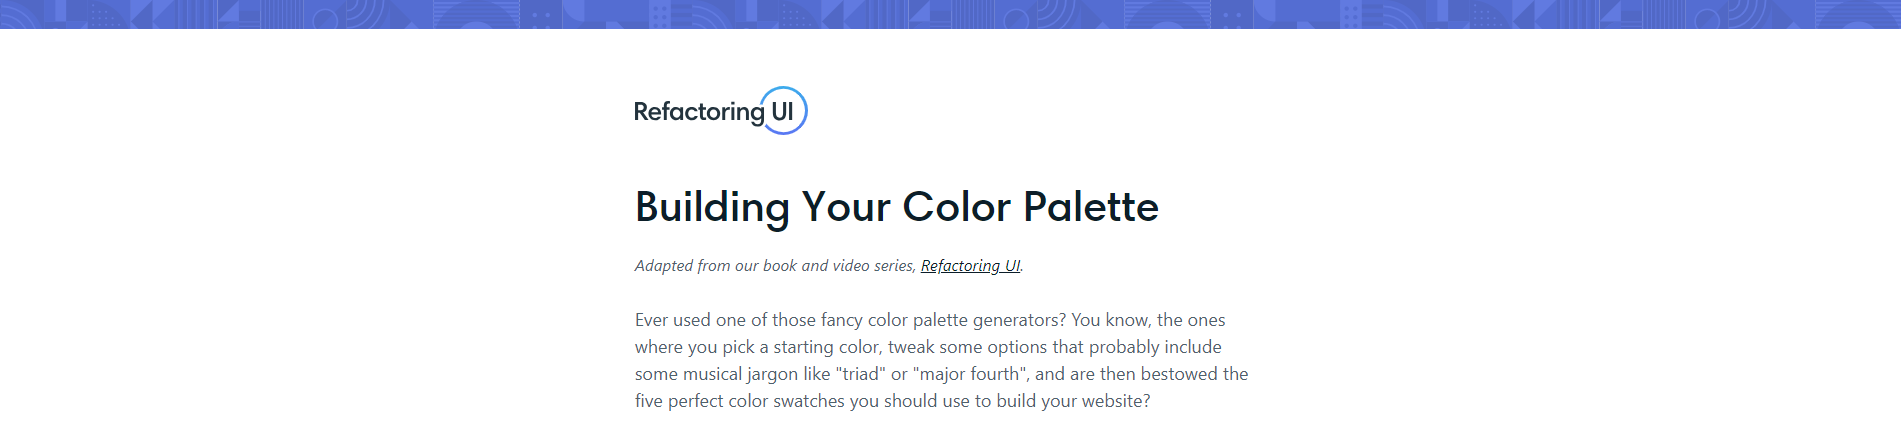 Refactoring UI
Building Your Color Palette
Adapted from our book and video series, Refactoring UI.
Ever used one of those fancy color palette generators? You know, the ones
where you pick a starting color, tweak some options that probably include
some musical jargon like "triad" or "major fourth", and are then bestowed the
five perfect color swatches you should use to build your website?